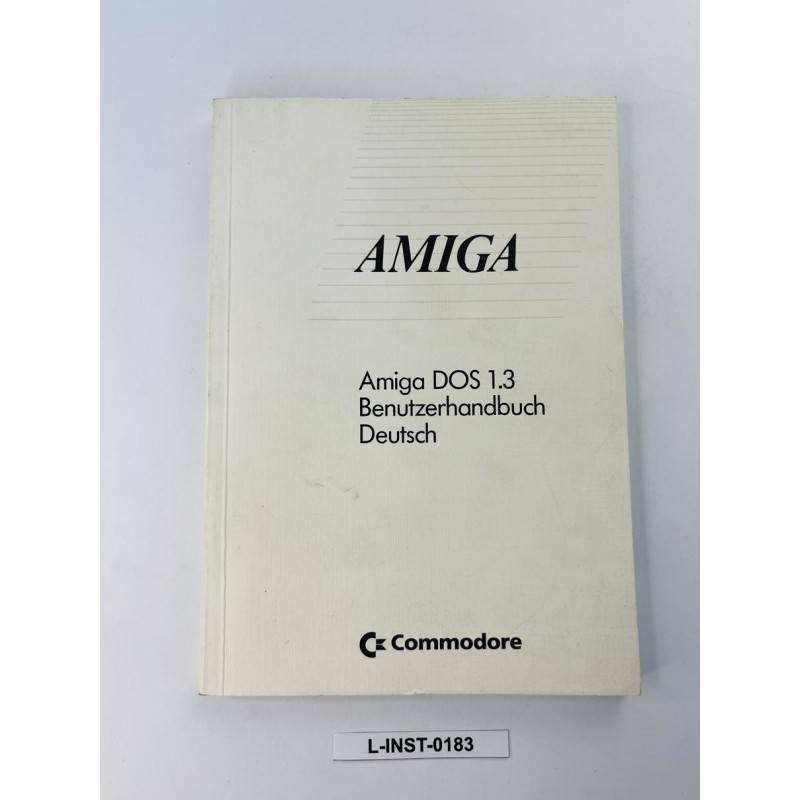 AMIGA
Amiga DOS 1.3
Benutzerhandbuch
Deutsch
Commodore
L-INST-0183